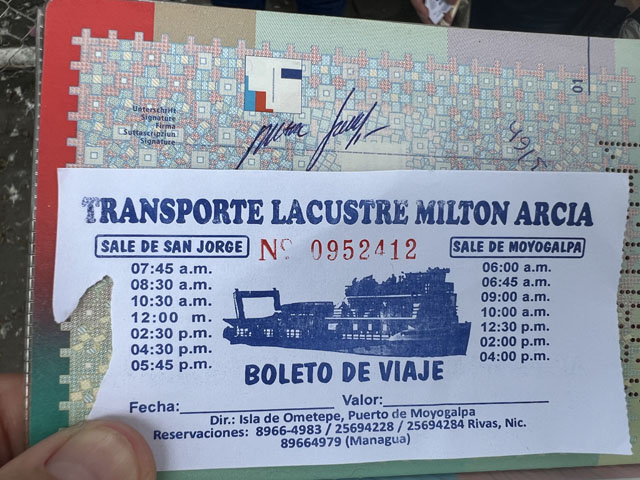 01
Unterschrift
Signature
Firma
Suttascripziun
Signature
TRANSPORTE LACUSTRE MILTON ARCIA
SALE DE SAN JORGE
Nº 0952412
SALE DE MOYOGALPA
07:45 a.m.
08:30 a.m.
10:30 a.m.
12:00 m.
02:30 p.m.
04:30 p.m.
05:45 p.m.
06:00 a.m.
06:45 a.m.
09:00 a.m.
10:00 a.m.
12:30 p.m.
02:00 p.m.
04:00 p.m.
BOLETO DE VIAJE
Fecha: Valor:
Dir.: Isla de Ometepe, Puerto de Moyogalpa
Reservaciones: 8966-4983 / 25694228 / 25694284 Rivas, Nic.
89664979 (Managua)